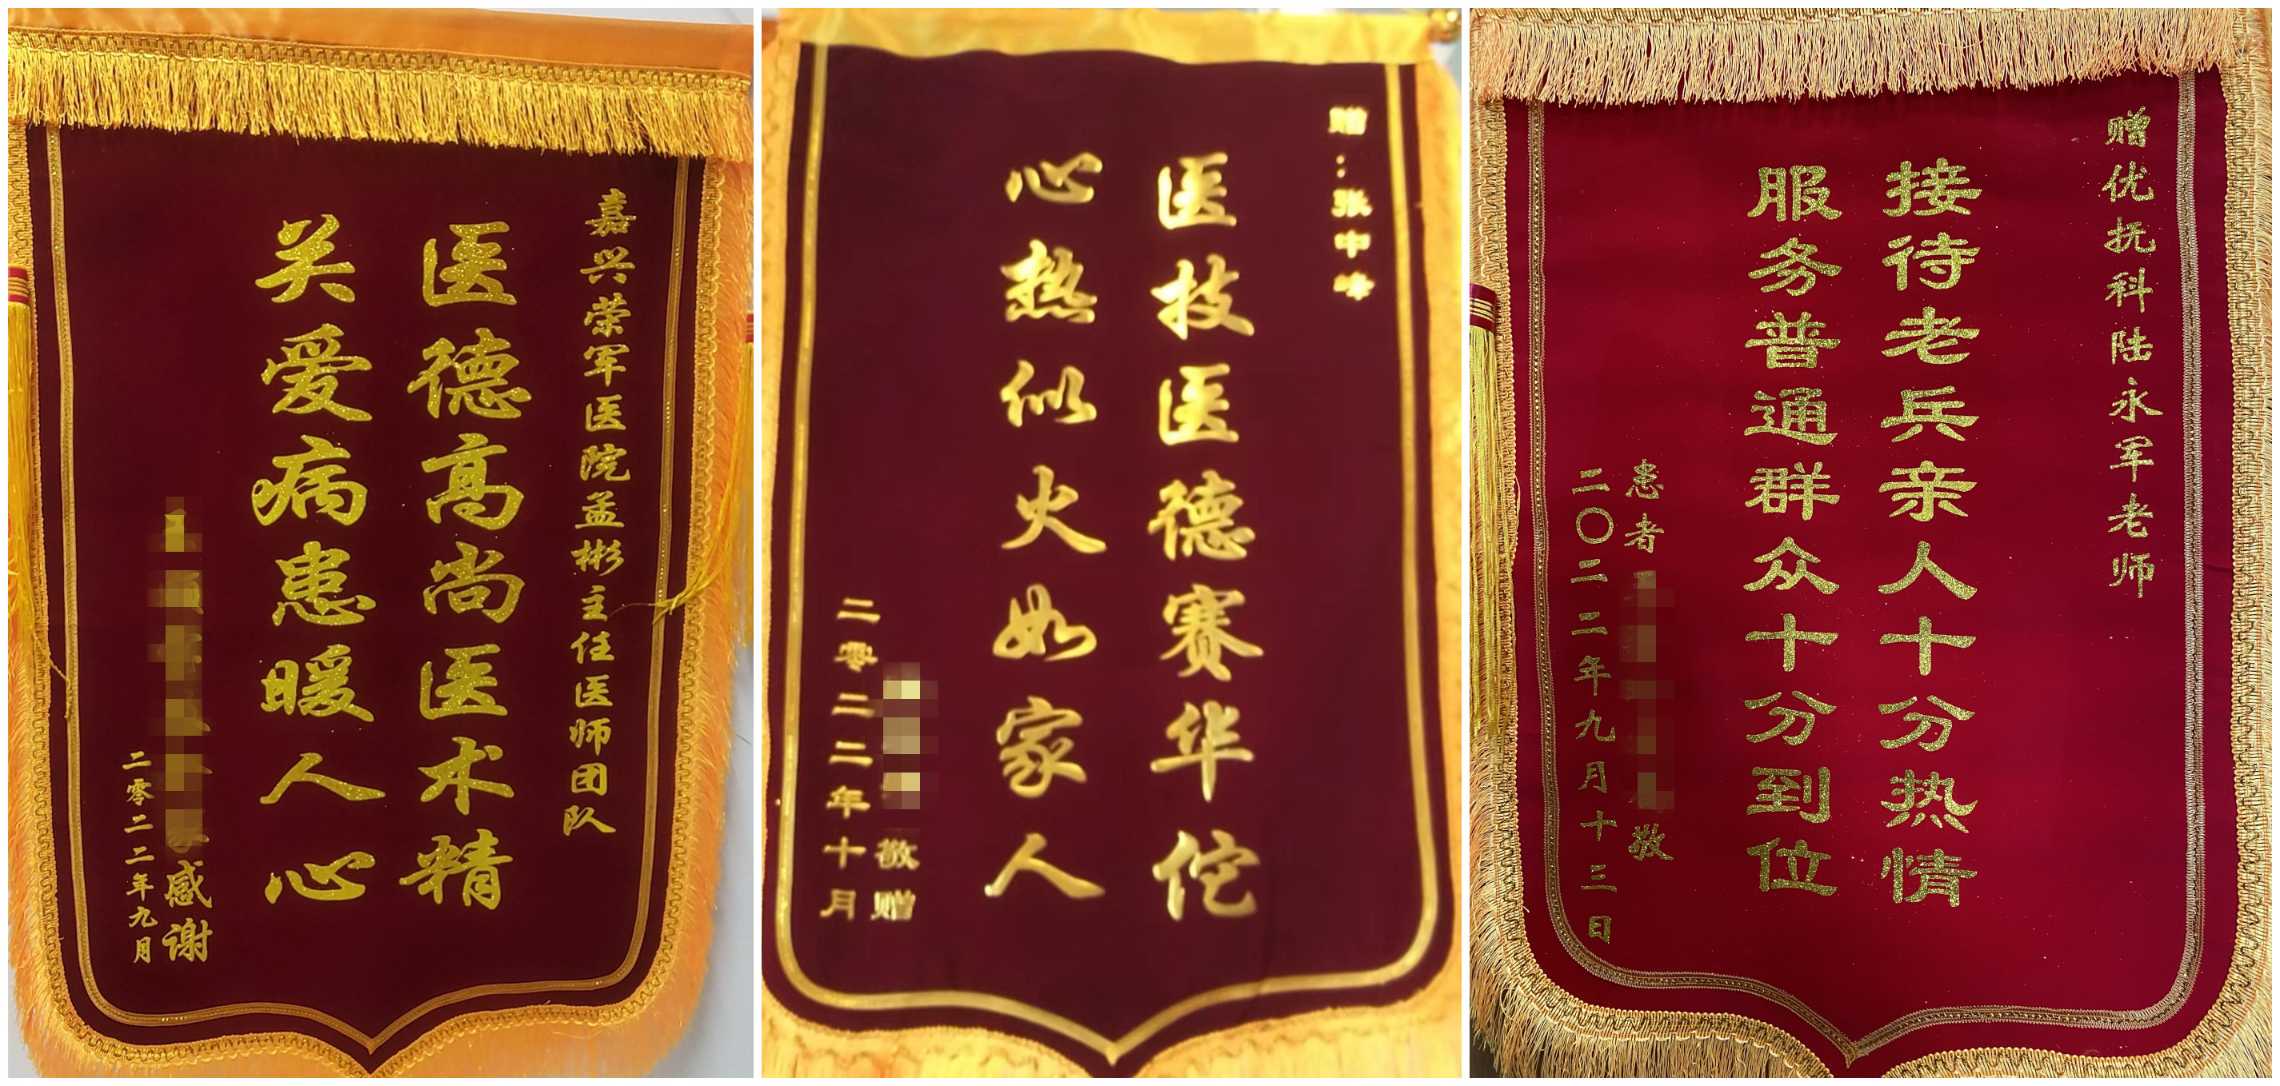 嘉兴荣军医院孟彬主任医师团队
医德高尚医术精
关爱病患暖人心
感谢
二零二二年九月
赠：张中峰
医技医德赛华佗
心热似火如家人
敬赠
二零二二年十月
赠优抚科陆永军老师
接待老兵亲人十分热情
服务普通群众十分到位
患者
敬
二〇二二年九月十三日